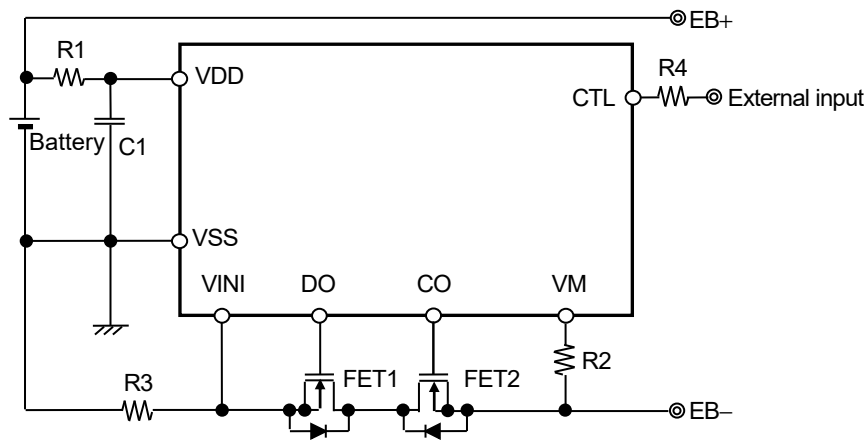 EB+
R1
VDD
R4
CTL
External input
Battery
C1
VSS
VINI
DO
CO
VM
R3
FET1
FET2
R2
EB−